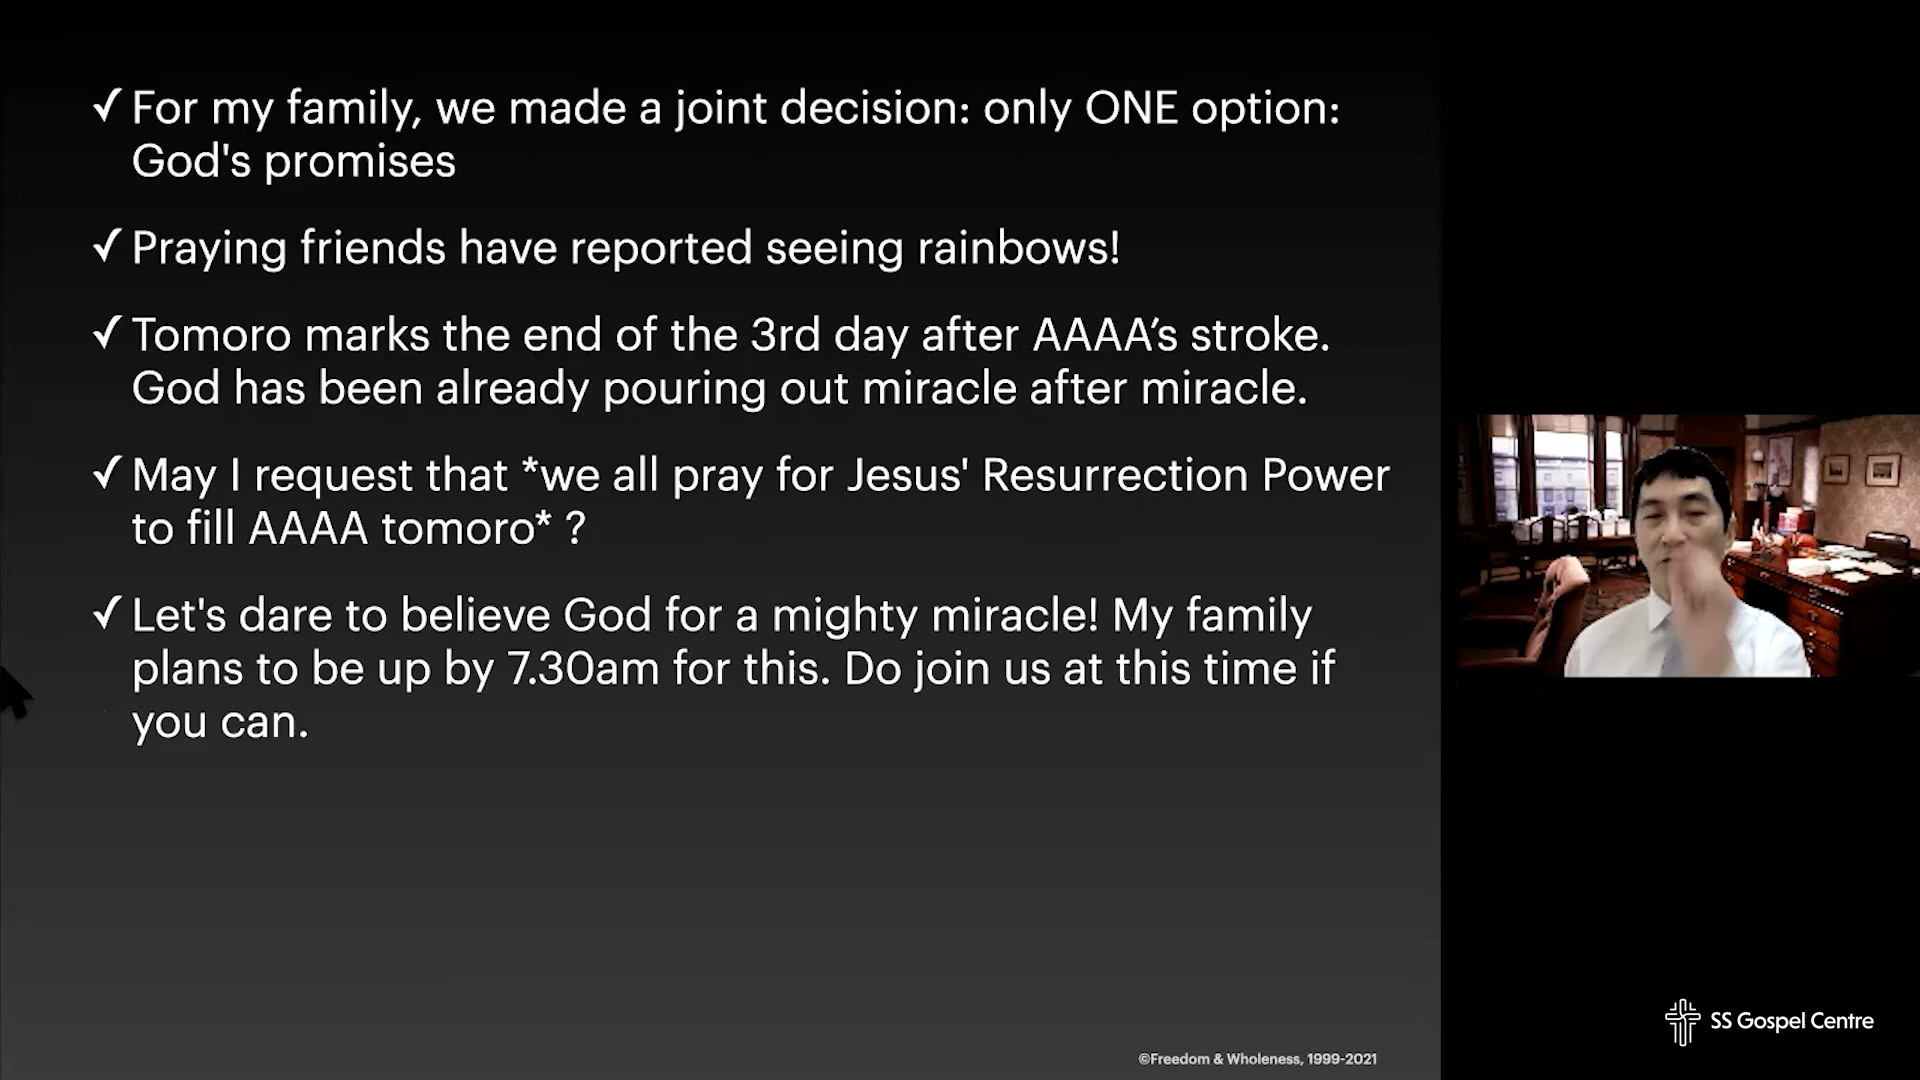 ✓ For my family, we made a joint decision: only ONE option:
God's promises
✓ Praying friends have reported seeing rainbows!
✓ Tomoro marks the end of the 3rd day after AAAA’s stroke.
God has been already pouring out miracle after miracle.
✓ May I request that *we all pray for Jesus' Resurrection Power
to fill AAAA tomoro* ?
✓ Let's dare to believe God for a mighty miracle! My family
plans to be up by 7.30am for this. Do join us at this time if
you can.
SS Gospel Centre
©Freedom & Wholeness, 1999-2021